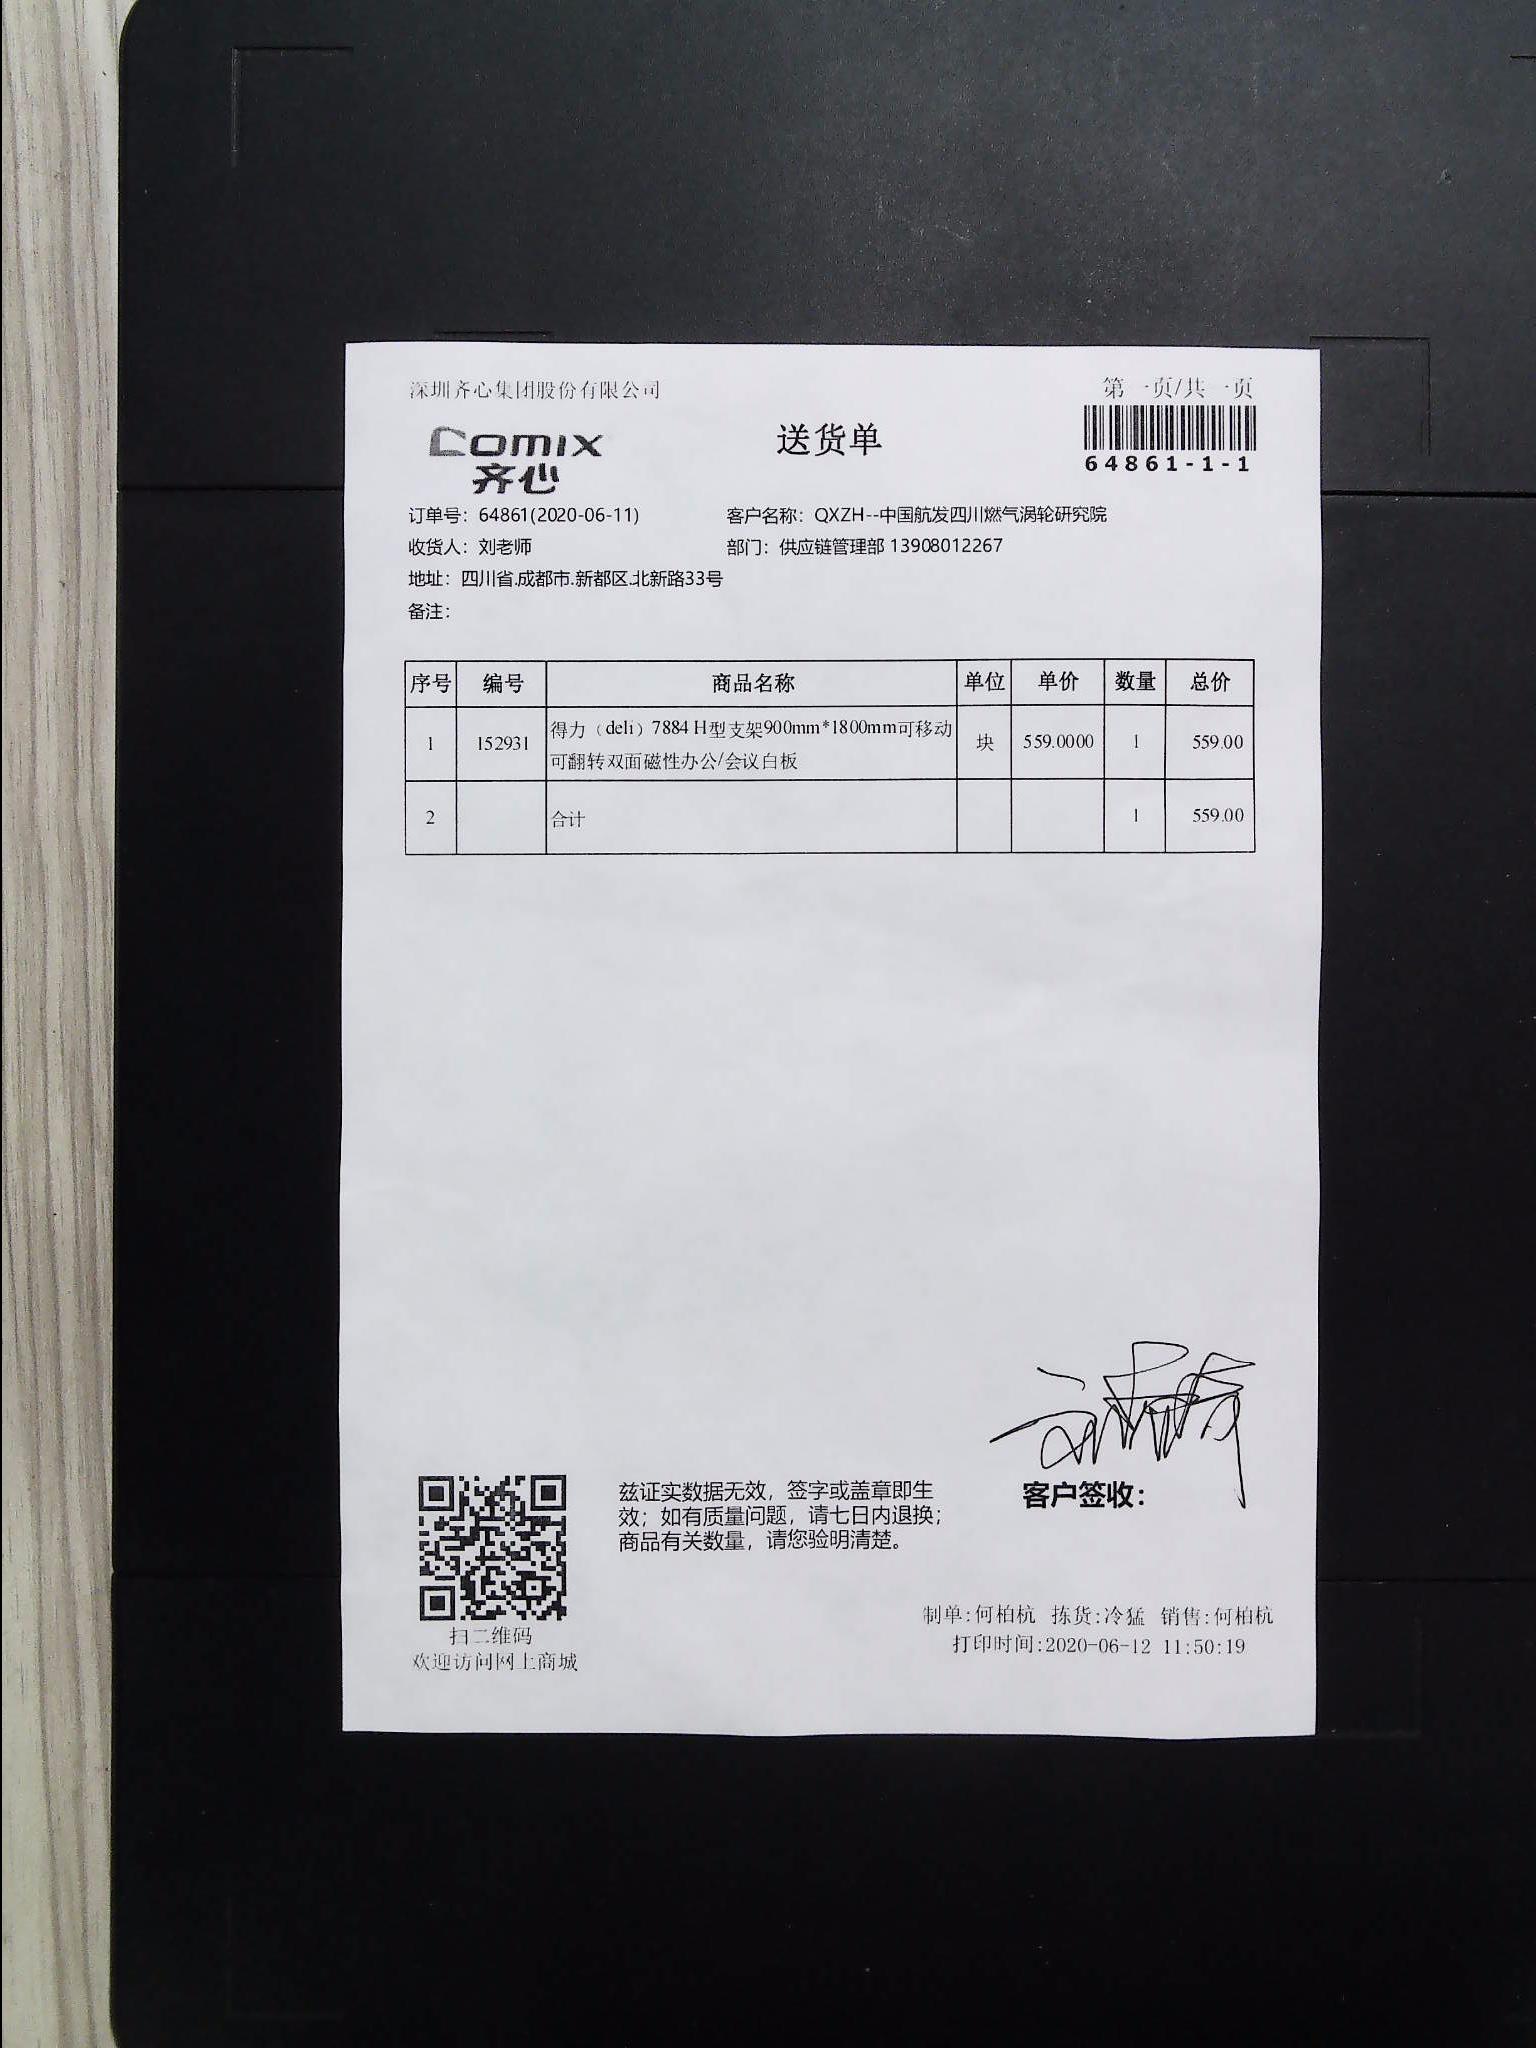 深圳齐心集团股份有限公司
第一页/共一页
comix
齐心
送货单
64861-1-1
订单号：64861(2020-06-11)
客户名称：QXZH--中国航发四川燃气涡轮研究院
收货人：刘老师
部门：供应链管理部 13908012267
地址：四川省.成都市.新都区.北新路33号
备注：
序号 编号 商品名称 单位 单价 数量 总价
1 152931 得力（deli）7884 H型支架900mm*1800mm可移动 块 559.0000 1 559.00
可翻转双面磁性办公/会议白板
2 合计 1 559.00
兹证实数据无效，签字或盖章即生
效；如有质量问题，请七日内退换；
商品有关数量，请您验明清楚。
客户签收：
扫二维码
欢迎访问网上商城
制单:何柏杭 拣货:冷猛 销售:何柏杭
打印时间:2020-06-12 11:50:19